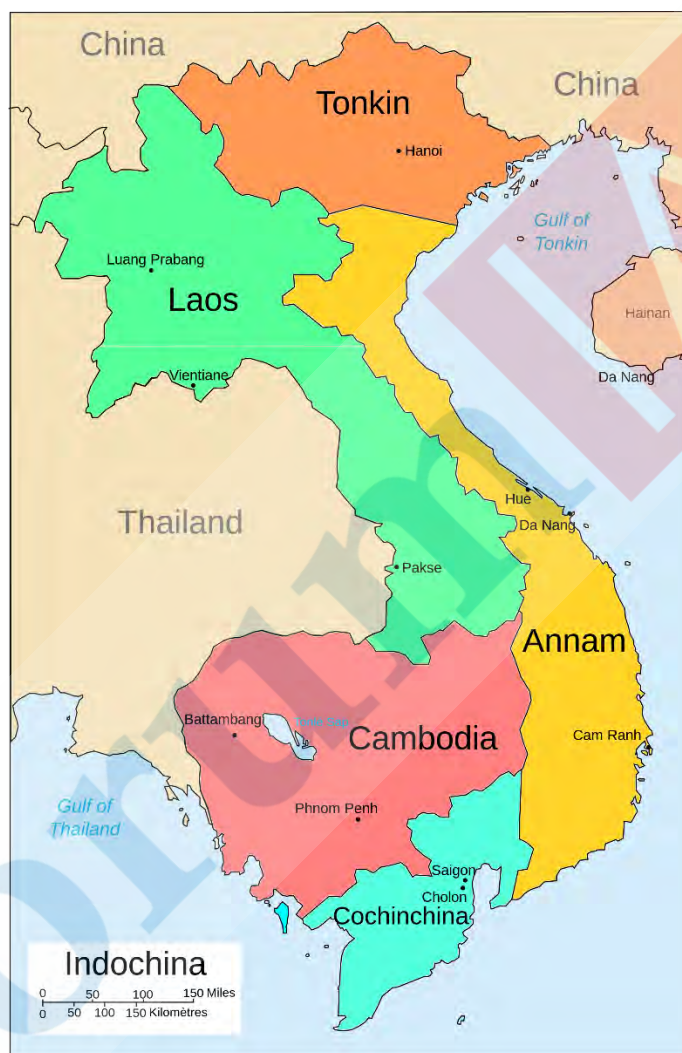 China
Tonkin
China
Hanoi
Gulf of
Tonkin
Luang Prabang
Laos
Hainan
Vientiane
Da Nang
Hue
Thailand
Da Nang
Pakse
Annam
Battambang
Cambodia
Cam Ranh
Gulf of
Thailand
Phnom Penh
Saigon
Cholon
Cochinchina
Indochina
0 50 100 150 Miles
0 50 100 150 Kilomètres